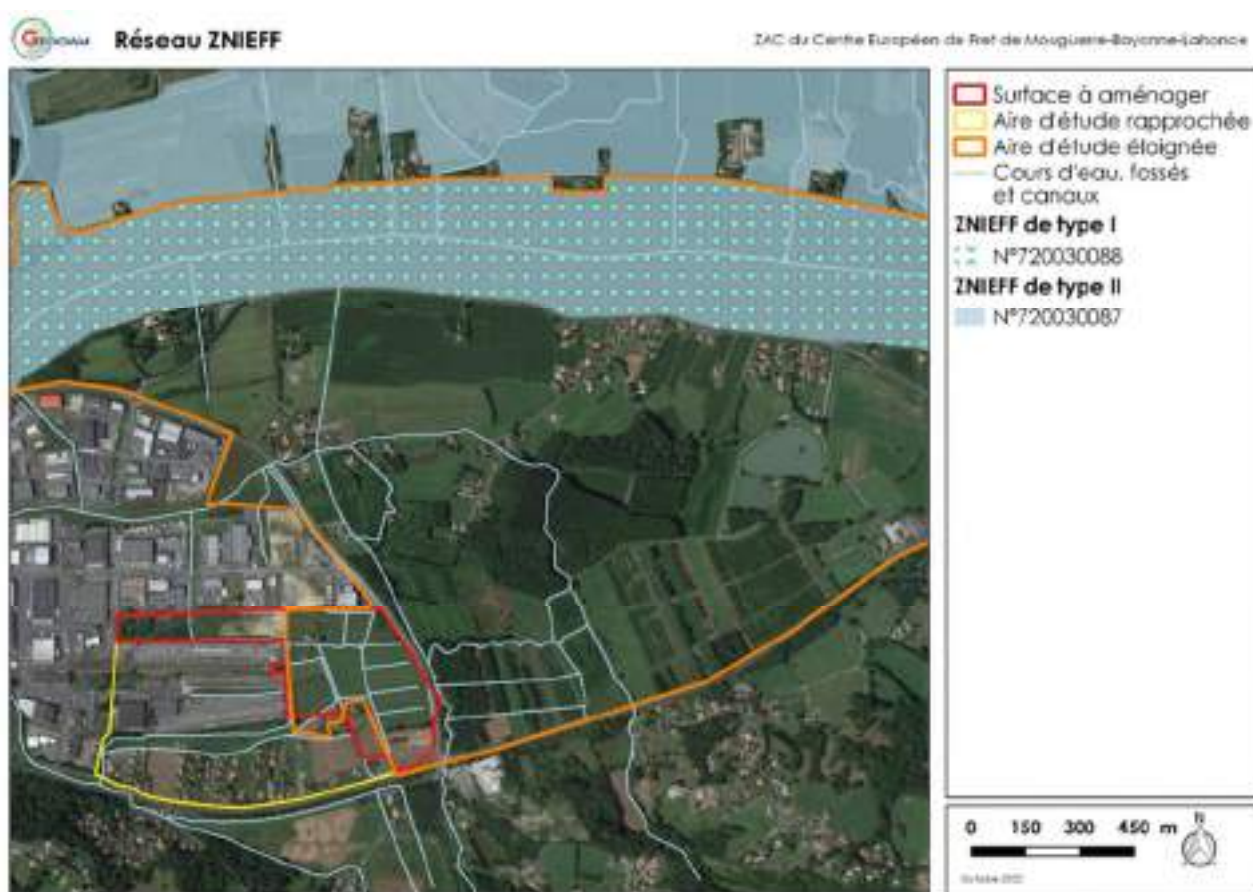 Réseau ZNIEFF
ZAC du Centre Européen de Fret de Mouguerre-Bayonne-Lahonce
Surface à aménager
Aire d'étude rapprochée
Aire d'étude éloignée
Cours d'eau, fossés
et canaux
ZNIEFF de type I
N°720030088
ZNIEFF de type II
N°720030087
0 150 300 450 m
N